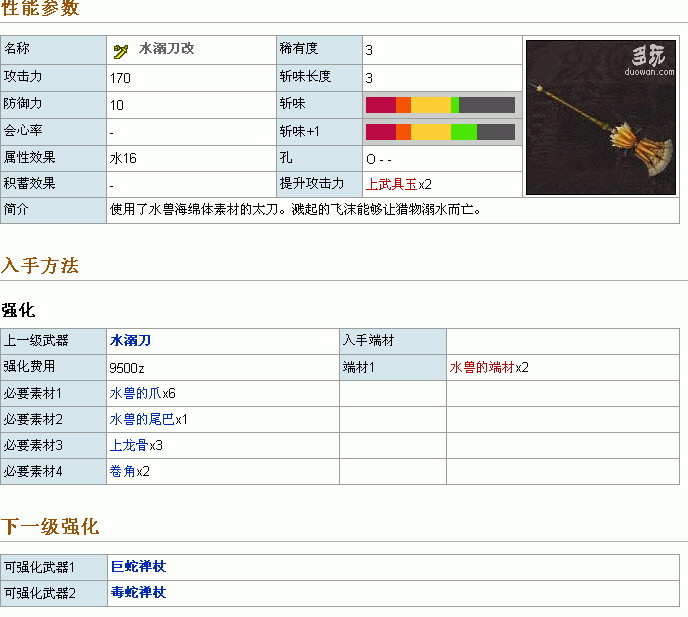 性能参数
名称 水溺刀改 稀有度 3
攻击力 170 斩味长度 3
防御力 10 斩味
会心率 - 斩味+1
属性效果 水16 孔 O - -
积蓄效果 - 提升攻击力 上武具玉x2
多玩
duowan.com
简介 使用了水兽海绵体素材的太刀。溅起的飞沫能够让猎物溺水而亡。
入手方法
强化
上一级武器 水溺刀 入手端材
强化费用 9500z 端材1 水兽的端材x2
必要素材1 水兽的爪x6
必要素材2 水兽的尾巴x1
必要素材3 上龙骨x3
必要素材4 卷角x2
下一级强化
可强化武器1 巨蛇禅杖
可强化武器2 毒蛇禅杖